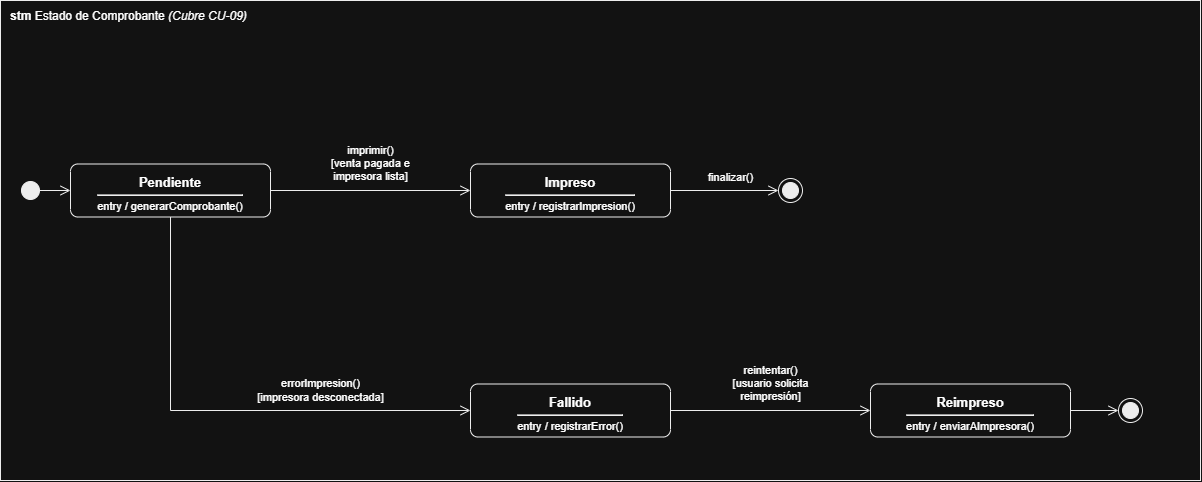 stm Estado de Comprobante (Cubre CU-09)
imprimir()
[venta pagada e
impresora lista]
Pendiente
entry / generarComprobante()
Impreso
entry / registrarImpresion()
finalizar()
errorImpresion()
[impresora desconectada]
Fallido
entry / registrarError()
reintentar()
[usuario solicita
reimpresión]
Reimpreso
entry / enviarAImpresora()